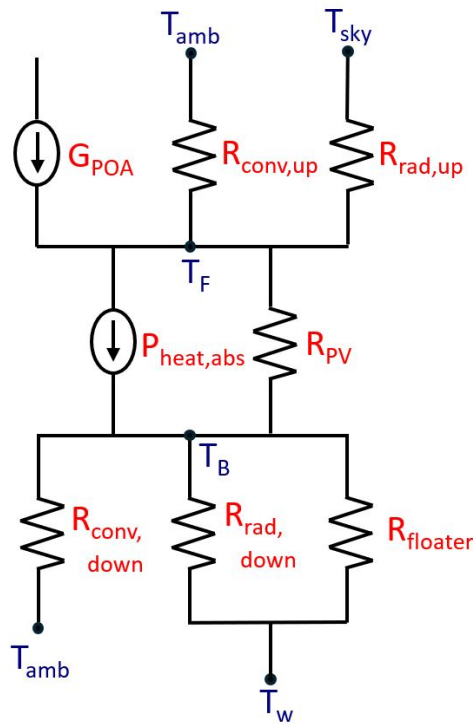 T_amb T_sky
G_POA R_conv,up R_rad,up
T_F
P_heat,abs R_PV
T_B
R_conv, down R_rad, down R_floater
T_amb
T_w